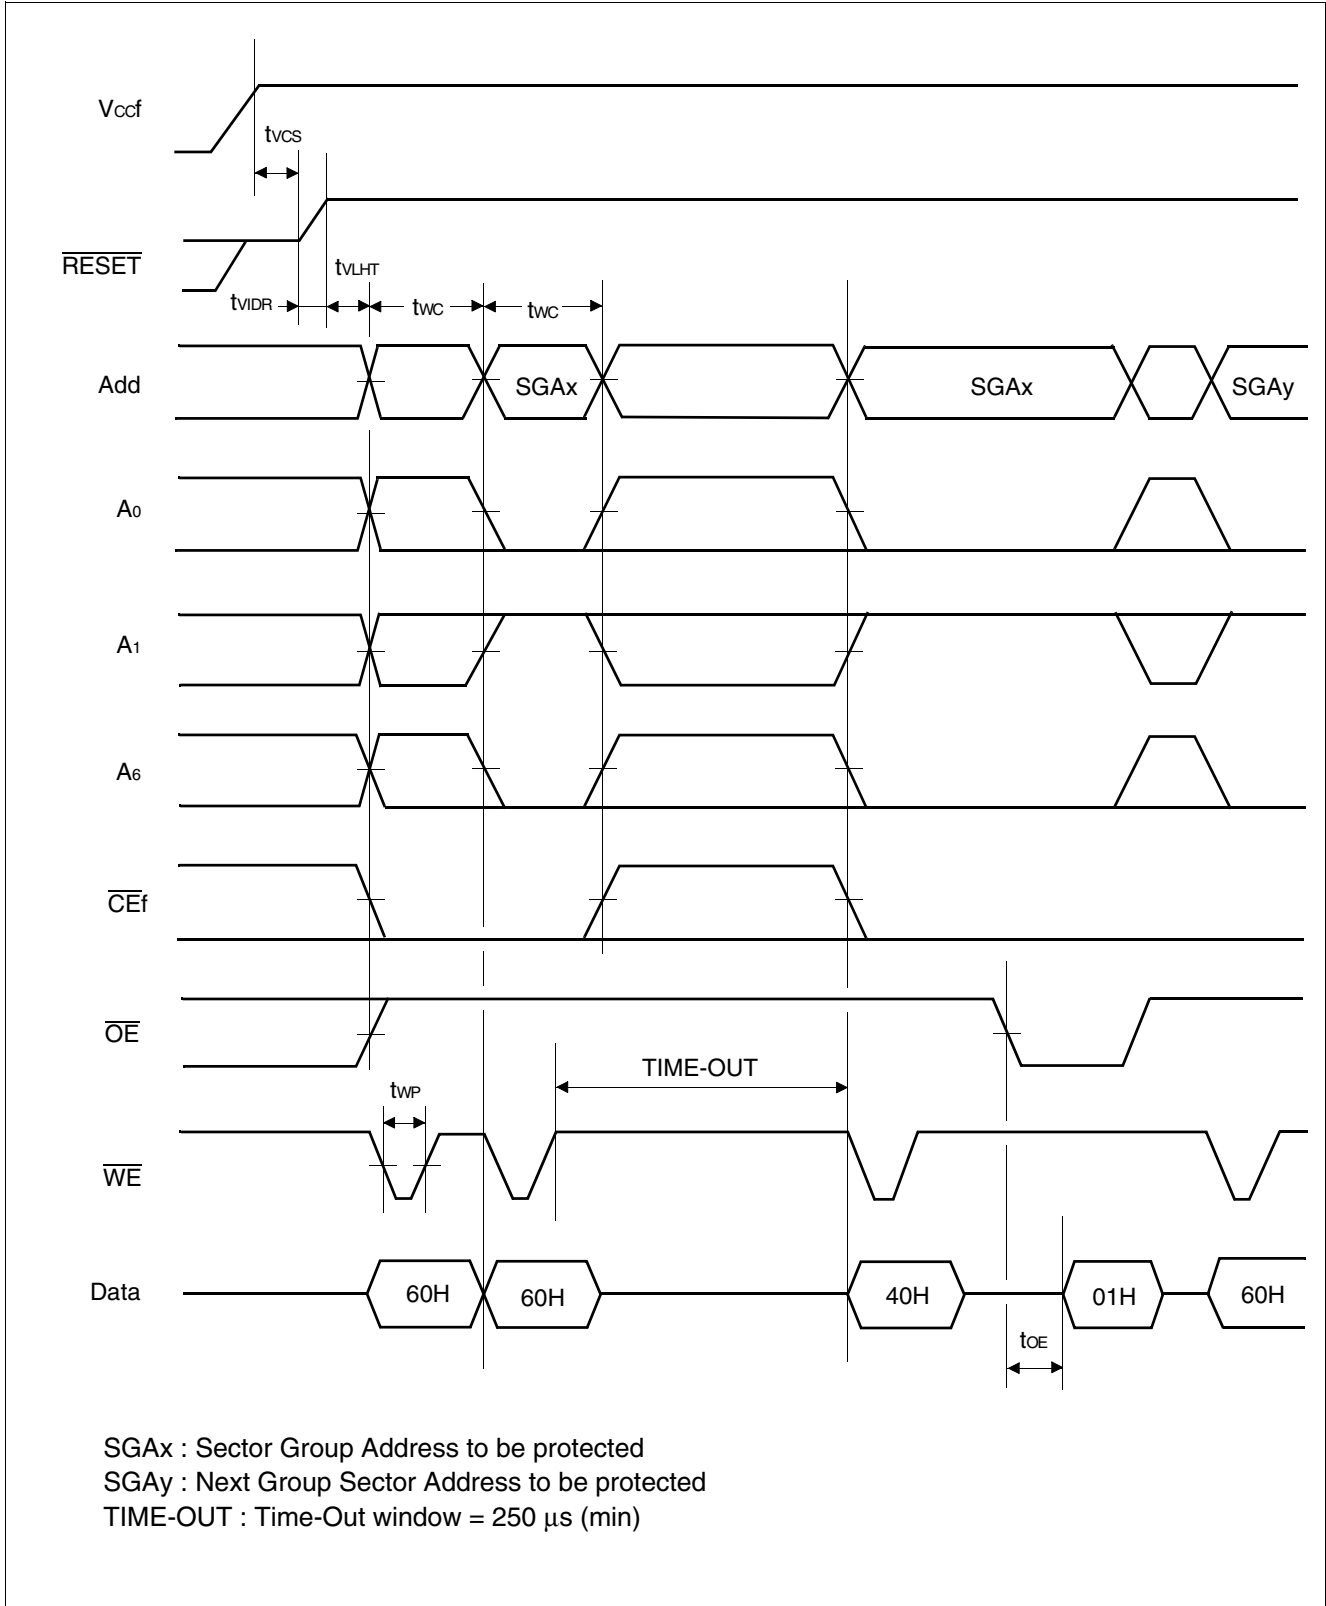 Vccf
tVCS
RESET
tVLHT
tVIDR
tWC
tWC
Add
SGAx
SGAx
SGAy
A0
A1
A6
CEf
OE
TIME-OUT
tWP
WE
Data
60H
60H
40H
01H
60H
tOE
SGAx : Sector Group Address to be protected
SGAy : Next Group Sector Address to be protected
TIME-OUT : Time-Out window = 250 μs (min)